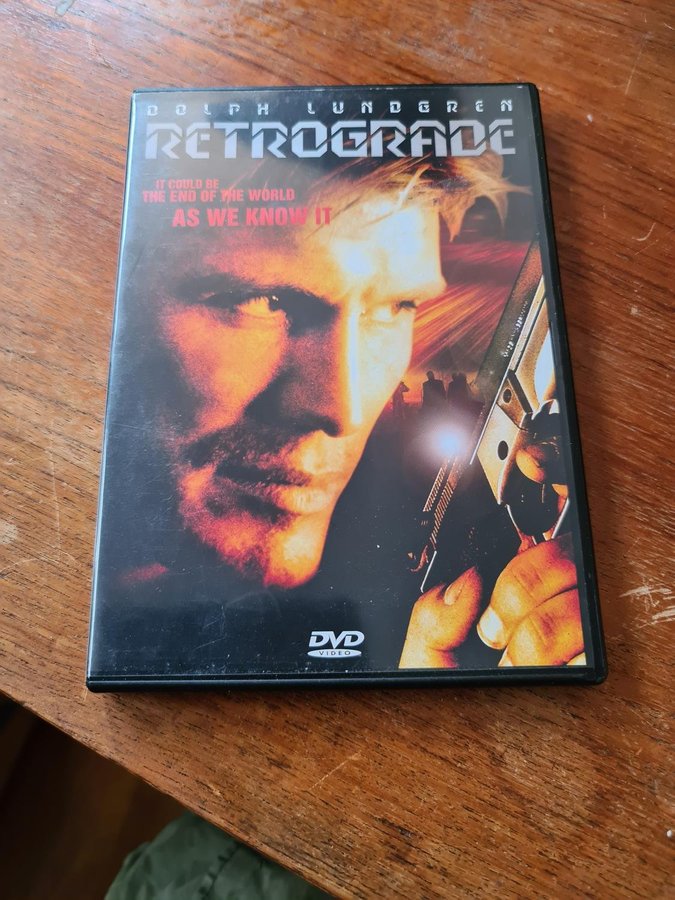 DOLPH LUNDGREN
RETROGRADE
IT COULD BE
THE END OF THE WORLD
AS WE KNOW IT
DVD
VIDEO